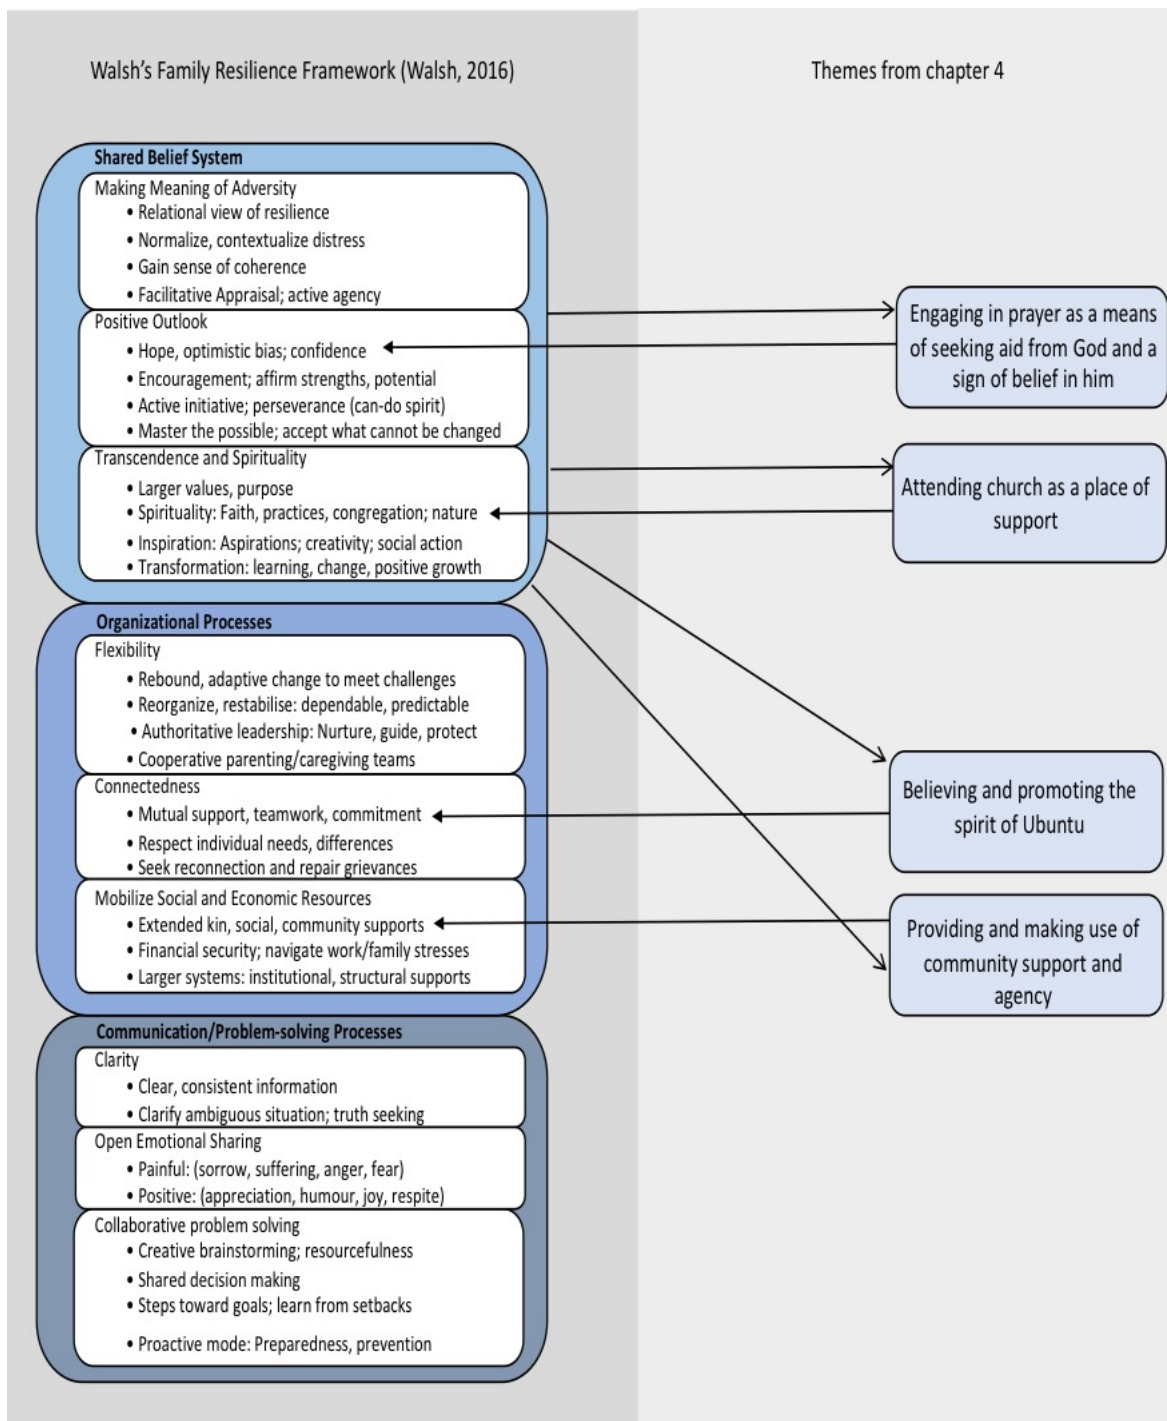 Walsh's Family Resilience Framework (Walsh, 2016)
Themes from chapter 4
Shared Belief System
Making Meaning of Adversity
• Relational view of resilience
• Normalize, contextualize distress
• Gain sense of coherence
• Facilitative Appraisal; active agency
Positive Outlook
• Hope, optimistic bias; confidence
• Encouragement; affirm strengths, potential
• Active initiative; perseverance (can-do spirit)
• Master the possible; accept what cannot be changed
Transcendence and Spirituality
• Larger values, purpose
• Spirituality: Faith, practices, congregation; nature
• Inspiration: Aspirations; creativity; social action
• Transformation: learning, change, positive growth
Organizational Processes
Flexibility
• Rebound, adaptive change to meet challenges
• Reorganize, restabilise: dependable, predictable
• Authoritative leadership: Nurture, guide, protect
• Cooperative parenting/caregiving teams
Connectedness
• Mutual support, teamwork, commitment
• Respect individual needs, differences
• Seek reconnection and repair grievances
Mobilize Social and Economic Resources
• Extended kin, social, community supports
• Financial security; navigate work/family stresses
• Larger systems: institutional, structural supports
Communication/Problem-solving Processes
Clarity
• Clear, consistent information
• Clarify ambiguous situation; truth seeking
Open Emotional Sharing
• Painful: (sorrow, suffering, anger, fear)
• Positive: (appreciation, humour, joy, respite)
Collaborative problem solving
• Creative brainstorming; resourcefulness
• Shared decision making
• Steps toward goals; learn from setbacks
• Proactive mode: Preparedness, prevention
Engaging in prayer as a means
of seeking aid from God and a
sign of belief in him
Attending church as a place of
support
Believing and promoting the
spirit of Ubuntu
Providing and making use of
community support and
agency